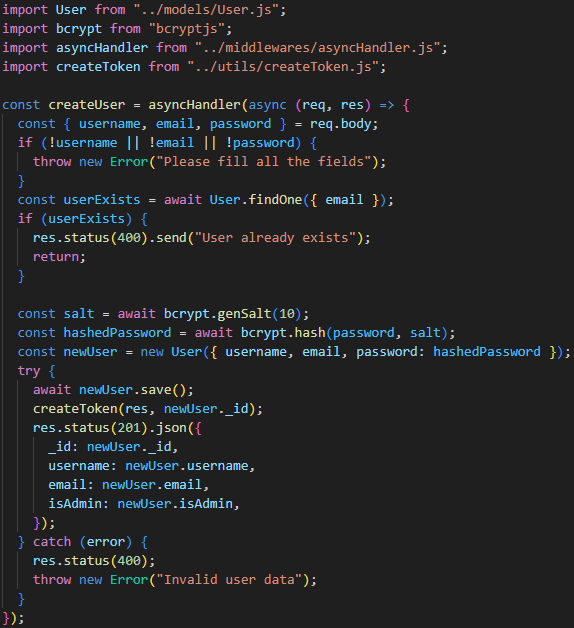 import User from "../models/User.js";
import bcrypt from "bcryptjs";
import asyncHandler from "../middlewares/asyncHandler.js";
import createToken from "../utils/createToken.js";

const createUser = asyncHandler(async (req, res) => {
  const { username, email, password } = req.body;
  if (!username || !email || !password) {
    throw new Error("Please fill all the fields");
  }
  const userExists = await User.findOne({ email });
  if (userExists) {
    res.status(400).send("User already exists");
    return;
  }

  const salt = await bcrypt.genSalt(10);
  const hashedPassword = await bcrypt.hash(password, salt);
  const newUser = new User({ username, email, password: hashedPassword });
  try {
    await newUser.save();
    createToken(res, newUser._id);
    res.status(201).json({
      _id: newUser._id,
      username: newUser.username,
      email: newUser.email,
      isAdmin: newUser.isAdmin,
    });
  } catch (error) {
    res.status(400);
    throw new Error("Invalid user data");
  }
});